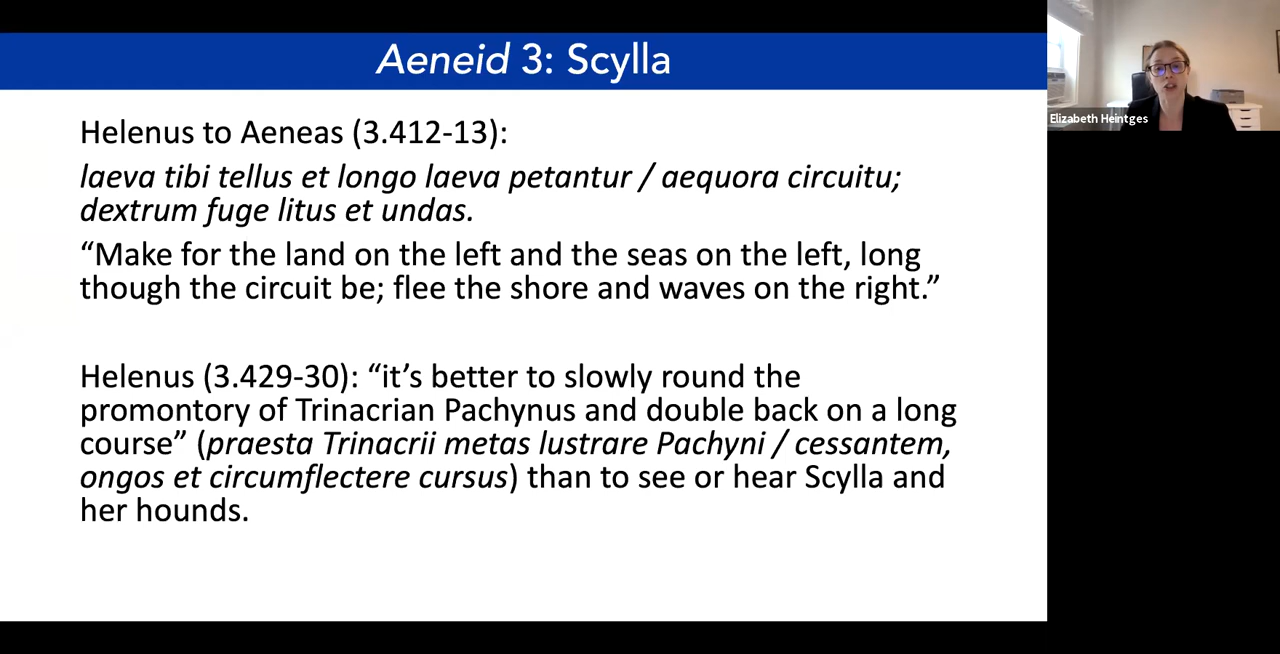 Aeneid 3: Scylla
Elizabeth Heintges
Helenus to Aeneas (3.412-13):
laeva tibi tellus et longo laeva petantur / aequora circuitu;
dextrum fuge litus et undas.
“Make for the land on the left and the seas on the left, long
though the circuit be; flee the shore and waves on the right.”
Helenus (3.429-30): “it’s better to slowly round the
promontory of Trinacrian Pachynus and double back on a long
course” (praesta Trinacrii metas lustrare Pachyni / cessantem,
ongos et circumflectere cursus) than to see or hear Scylla and
her hounds.